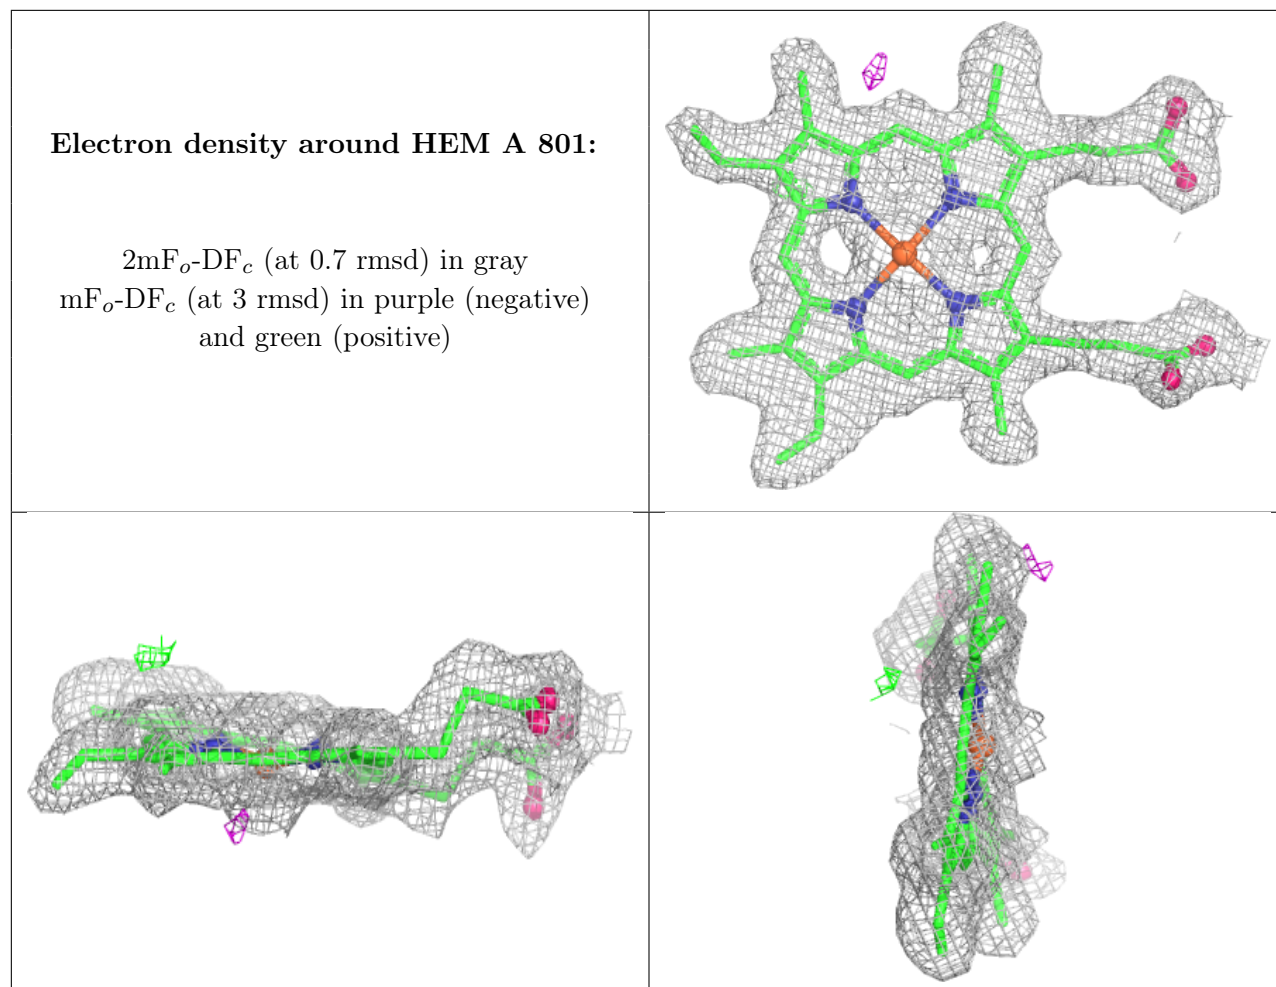 Electron density around HEM A 801:
2mFo-DFc (at 0.7 rmsd) in gray
mFo-DFc (at 3 rmsd) in purple (negative)
and green (positive)